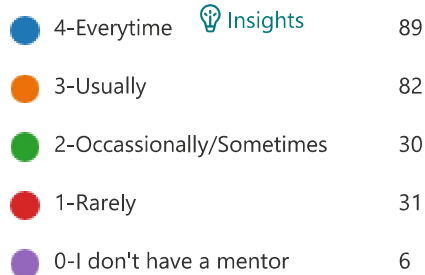 4-Everytime Insights 89
3-Usually 82
2-Occassionally/Sometimes 30
1-Rarely 31
0-I don't have a mentor 6